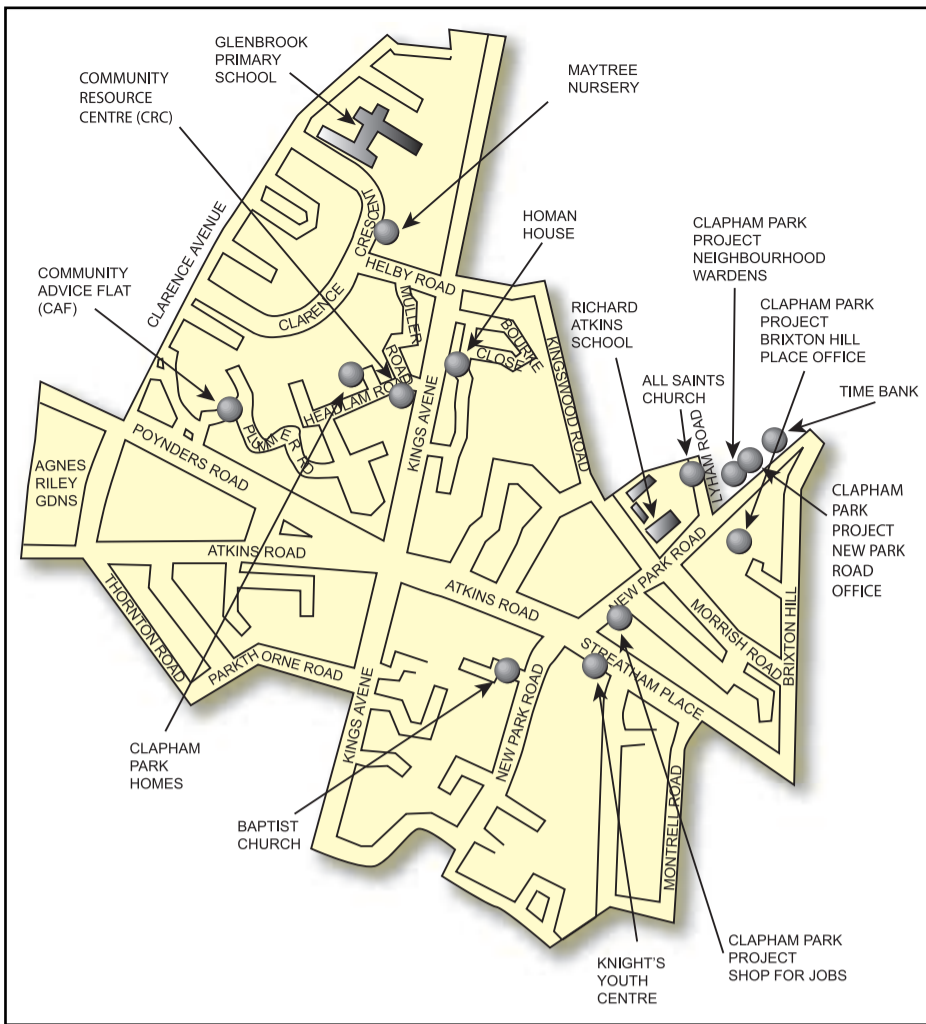 GLENBROOK
PRIMARY
SCHOOL
COMMUNITY
RESOURCE
CENTRE (CRC)
MAYTREE
NURSERY
HOMAN
HOUSE
CLAPHAM PARK
PROJECT
NEIGHBOURHOOD
WARDENS
CLAPHAM PARK
PROJECT
BRIXTON HILL
PLACE OFFICE
COMMUNITY
ADVICE FLAT
(CAF)
RICHARD
ATKINS
SCHOOL
ALL SAINTS
CHURCH
TIME BANK
CLAPHAM
PARK
PROJECT
NEW PARK
ROAD
OFFICE
CLARENCE AVENUE
CRESCENT
CLARENCE
HELBY ROAD
MULLER
ROAD
HEADLAM ROAD
KINGS AVENE
BOURKE
CLOSE
KINGSWOOD ROAD
LYHAM ROAD
PLUNTER RD
POYNDERS ROAD
AGNES
RILEY
GDNS
ATKINS ROAD
ATKINS ROAD
NEW PARK ROAD
MORRISH ROAD
BRIXTON HILL
STREATHAM PLACE
THORNTON ROAD
PARKTHORNE ROAD
KINGS AVENE
NEW PARK ROAD
MONTRELL ROAD
CLAPHAM
PARK
HOMES
BAPTIST
CHURCH
KNIGHT'S
YOUTH
CENTRE
CLAPHAM PARK
PROJECT
SHOP FOR JOBS